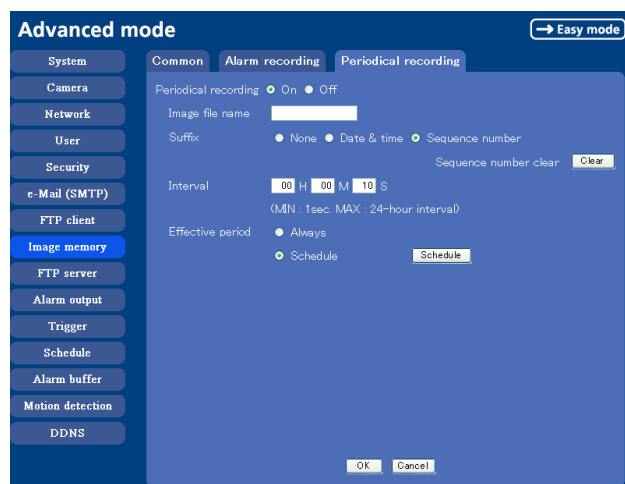 Advanced mode
→ Easy mode
System
Camera
Network
User
Security
e-Mail (SMTP)
FTP client
Image memory
FTP server
Alarm output
Trigger
Schedule
Alarm buffer
Motion detection
DDNS
Common Alarm recording Periodical recording
Periodical recording On Off
Image file name
Suffix None Date & time Sequence number
Sequence number clear Clear
Interval 00 H 00 M 10 S
(MIN : 1sec. MAX : 24-hour interval)
Effective period Always
Schedule Schedule
OK Cancel